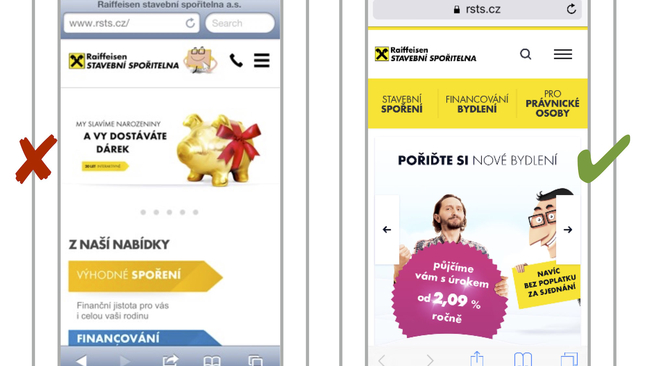 Raiffeisen stavební spořitelna a.s.
www.rsts.cz/
Search
Raiffeisen
STAVEBNÍ SPOŘITELNA
MY SLAVÍME NAROZENINY
A VY DOSTÁVÁTE
DÁREK
Z NAŠÍ NABÍDKY
VÝHODNÉ SPOŘENÍ
Finanční jistota pro vás
i celou vaši rodinu
FINANCOVÁNÍ
rsts.cz
Raiffeisen
STAVEBNÍ SPOŘITELNA
STAVEBNÍ
SPOŘENÍ
FINANCOVÁNÍ
BYDLENÍ
PRO
PRÁVNICKÉ
OSOBY
POŘIĎTE SI NOVÉ BYDLENÍ
půjčíme
vám s úrokem
od 2,09 %
ročně
NAVÍC
BEZ POPLATKU
ZA SJEDNÁNÍ